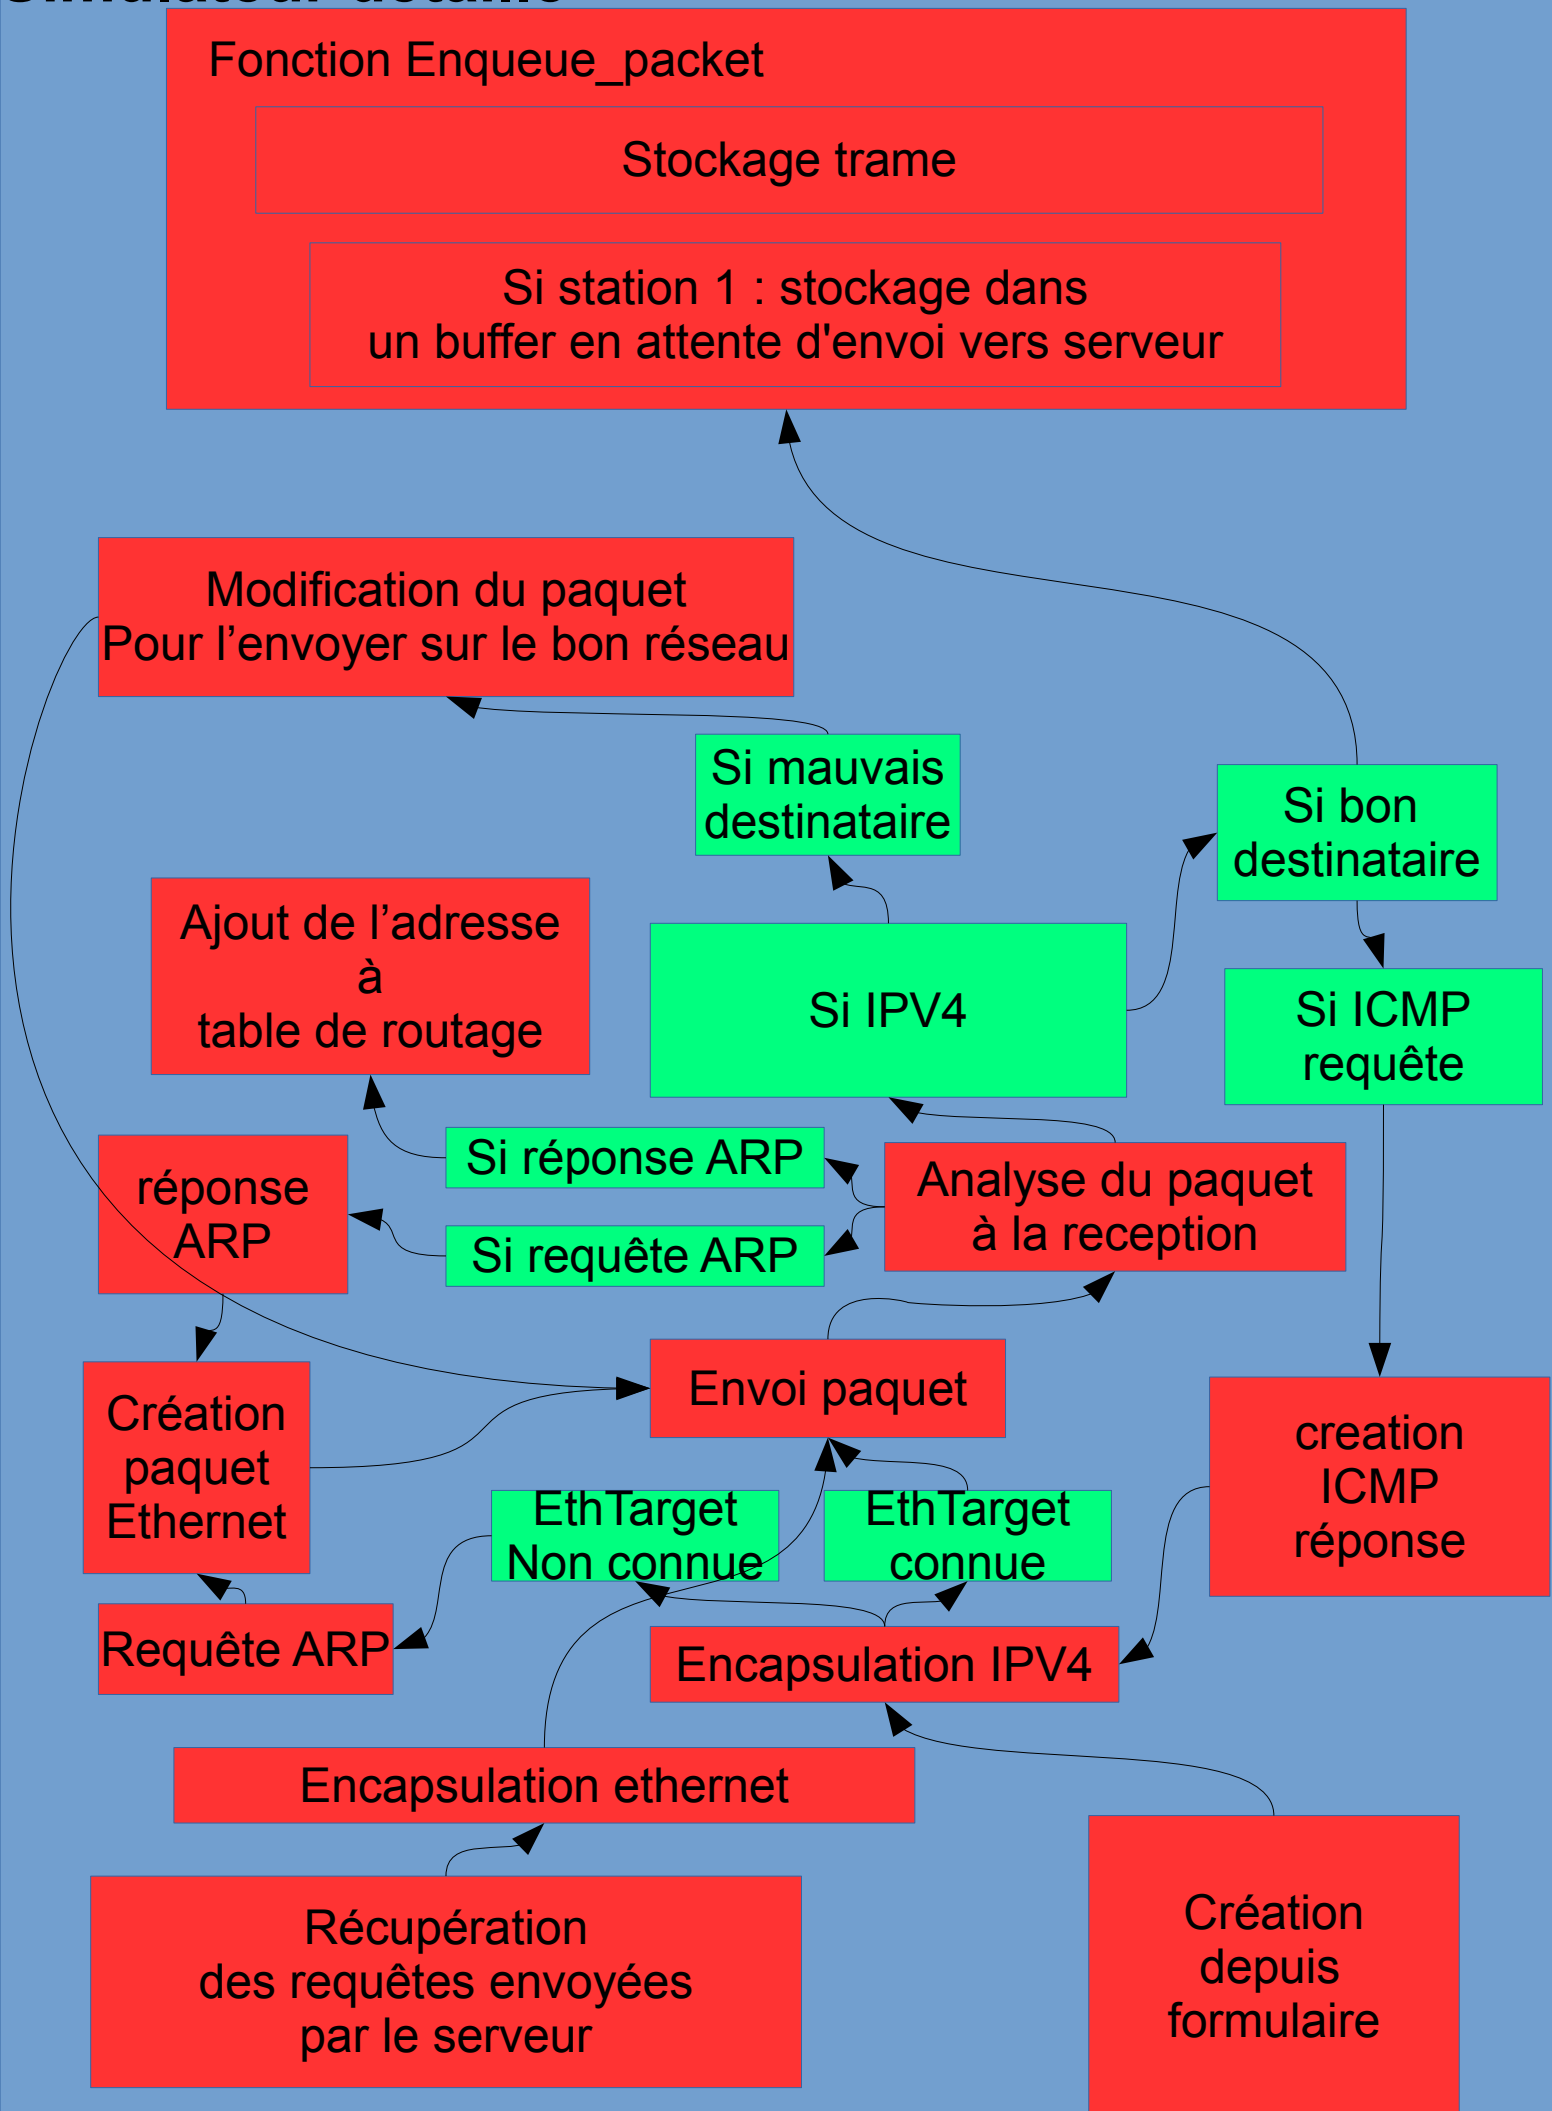 Fonction Enqueue_packet
Stockage trame
Si station 1 : stockage dans
un buffer en attente d'envoi vers serveur
Modification du paquet
Pour l’envoyer sur le bon réseau
Si mauvais
destinataire
Si bon
destinataire
Ajout de l’adresse
à
table de routage
Si IPV4
Si ICMP
requête
Si réponse ARP
Analyse du paquet
à la reception
réponse
ARP
Si requête ARP
Envoi paquet
Création
paquet
Ethernet
creation
ICMP
réponse
EthTarget
Non connue
EthTarget
connue
Requête ARP
Encapsulation IPV4
Encapsulation ethernet
Récupération
des requêtes envoyées
par le serveur
Création
depuis
formulaire